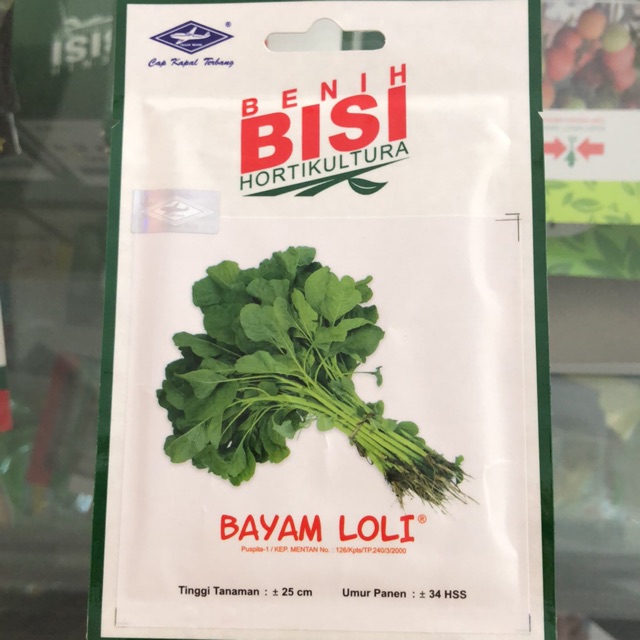 Cap Kapal Terbang
®
BENIH
BISI
HORTIKULTURA
BAYAM LOLI®
Puspita-1 / KEP. MENTAN No. : 126/Kpts/TP.240/3/2000
Tinggi Tanaman : ± 25 cm Umur Panen : ± 34 HSS
ISIS